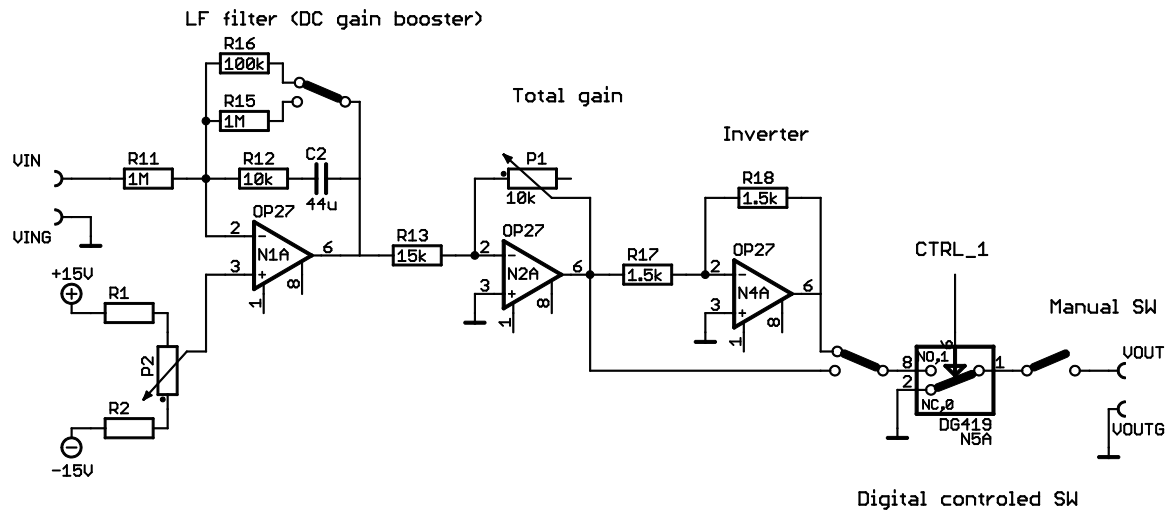 LF filter (DC gain booster)
R16
100k
R15
1M
Total gain
Inverter
VIN
R11
1M
R12
10k
C2
44u
P1
10k
R18
1.5k
VING
OP27
2
3
N1A
6
1
8
R13
15k
OP27
2
3
N2A
6
1
8
R17
1.5k
OP27
2
3
N4A
6
1
8
CTRL_1
+15V
R1
P2
R2
-15V
Manual SW
VOUT
VOUTG
6
NO,1
8
2
1
NC,0
DG419
N5A
Digital controled SW